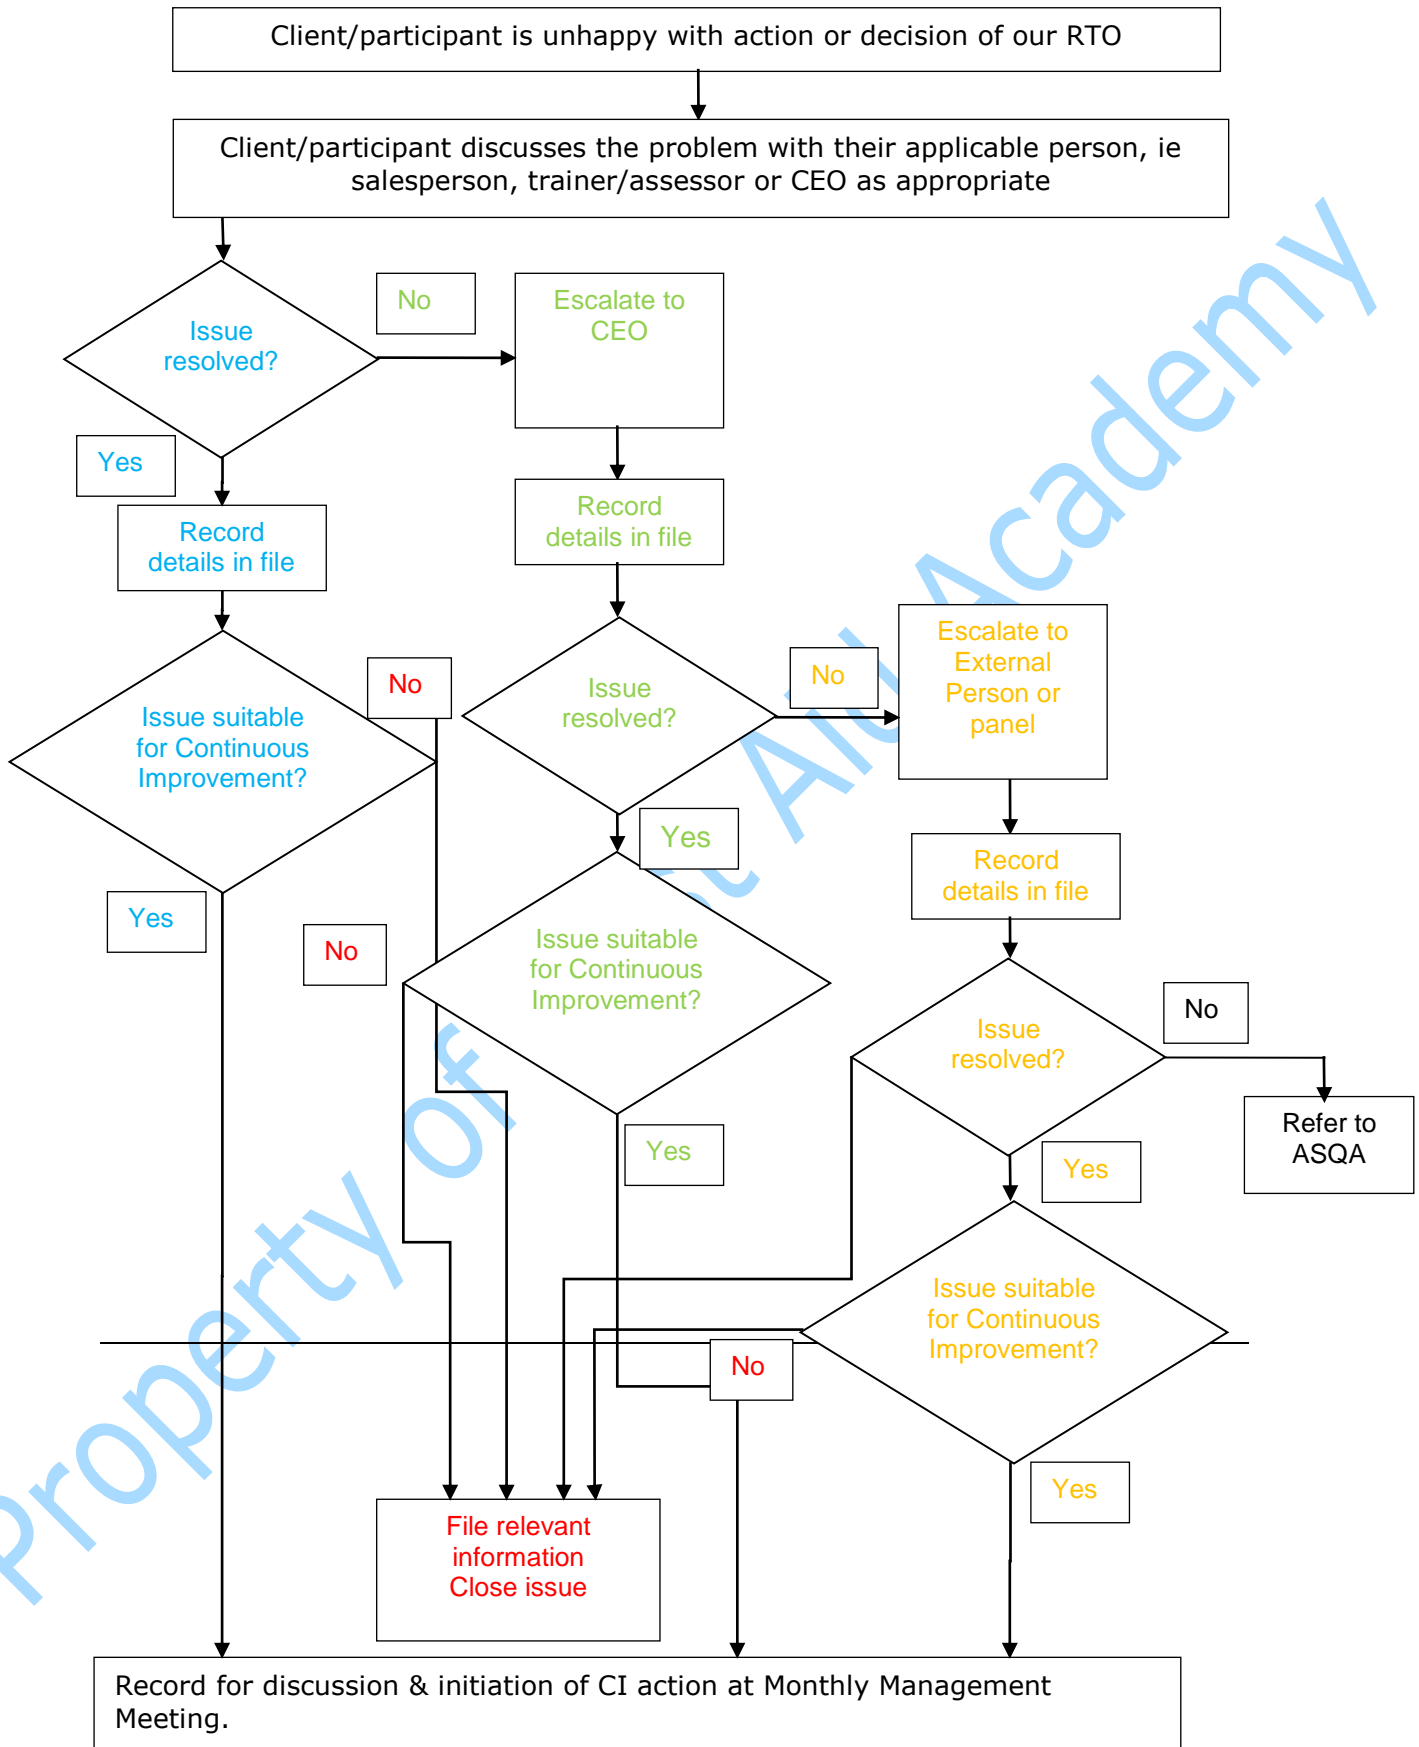 Client/participant is unhappy with action or decision of our RTO
Client/participant discusses the problem with their applicable person, ie
salesperson, trainer/assessor or CEO as appropriate
No
Escalate to
CEO
Issue
resolved?
Yes
Record
details in file
Record
details in file
Escalate to
External
Person or
panel
No
No
Issue
resolved?
Issue suitable
for Continuous
Improvement?
Yes
Record
details in file
Yes
No
Issue suitable
for Continuous
Improvement?
No
Issue
resolved?
Refer to
ASQA
Yes
Yes
Issue suitable
for Continuous
Improvement?
No
Yes
File relevant
information
Close issue
Record for discussion & initiation of CI action at Monthly Management
Meeting.
Property of
st Aid Academy